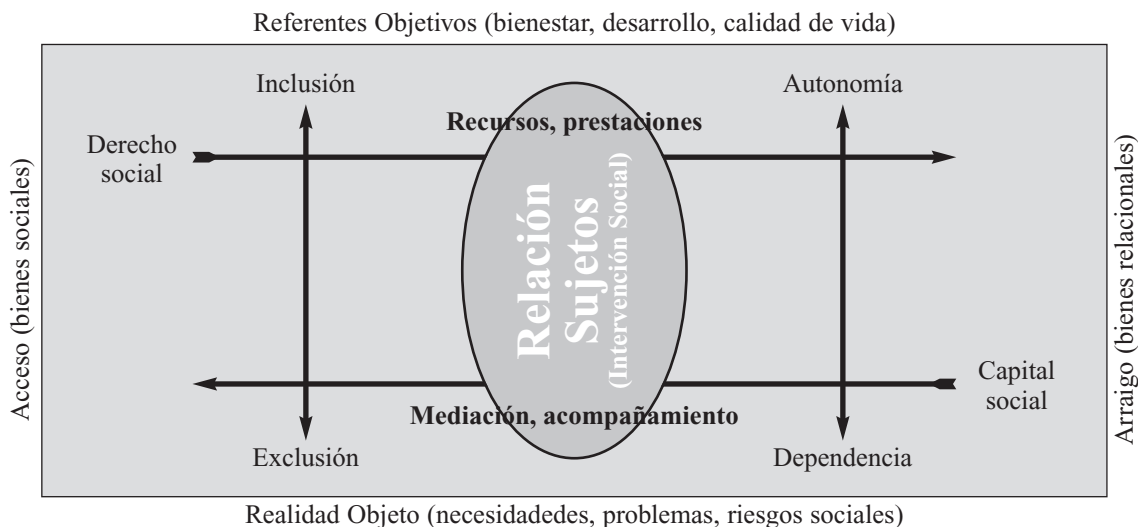 Referentes Objetivos (bienestar, desarrollo, calidad de vida)
Inclusión
Autonomía
Recursos, prestaciones
Derecho
social
Acceso (bienes sociales)
Relación
Sujetos
(Intervención Social)
Arraigo (bienes relacionales)
Capital
social
Mediación, acompañamiento
Exclusión
Dependencia
Realidad Objeto (necesidadedes, problemas, riesgos sociales)